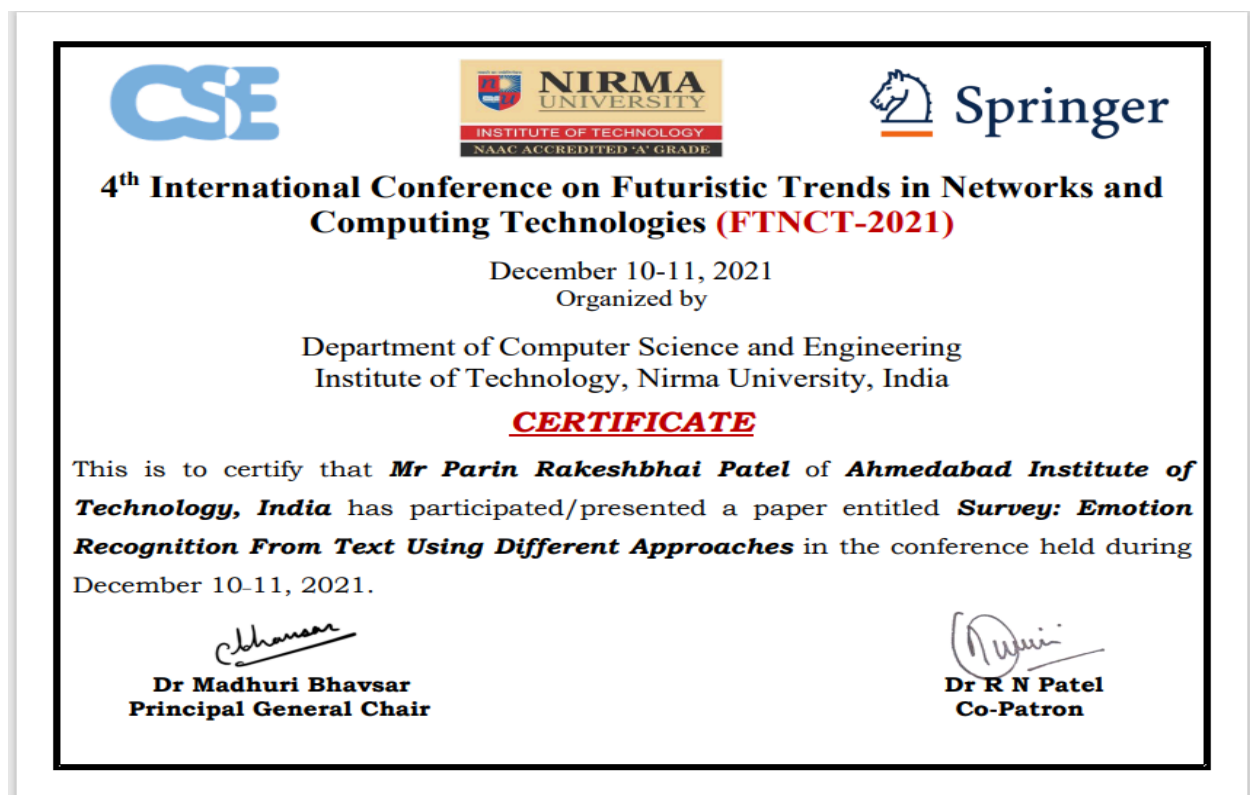 CSE
NIRMA
UNIVERSITY
INSTITUTE OF TECHNOLOGY
NAAC ACCREDITED 'A' GRADE
Springer
4th International Conference on Futuristic Trends in Networks and
Computing Technologies (FTNCT-2021)
December 10-11, 2021
Organized by
Department of Computer Science and Engineering
Institute of Technology, Nirma University, India
CERTIFICATE
This is to certify that Mr Parin Rakeshbhai Patel of Ahmedabad Institute of
Technology, India has participated/presented a paper entitled Survey: Emotion
Recognition From Text Using Different Approaches in the conference held during
December 10-11, 2021.
Dr Madhuri Bhavsar
Principal General Chair
Dr R N Patel
Co-Patron